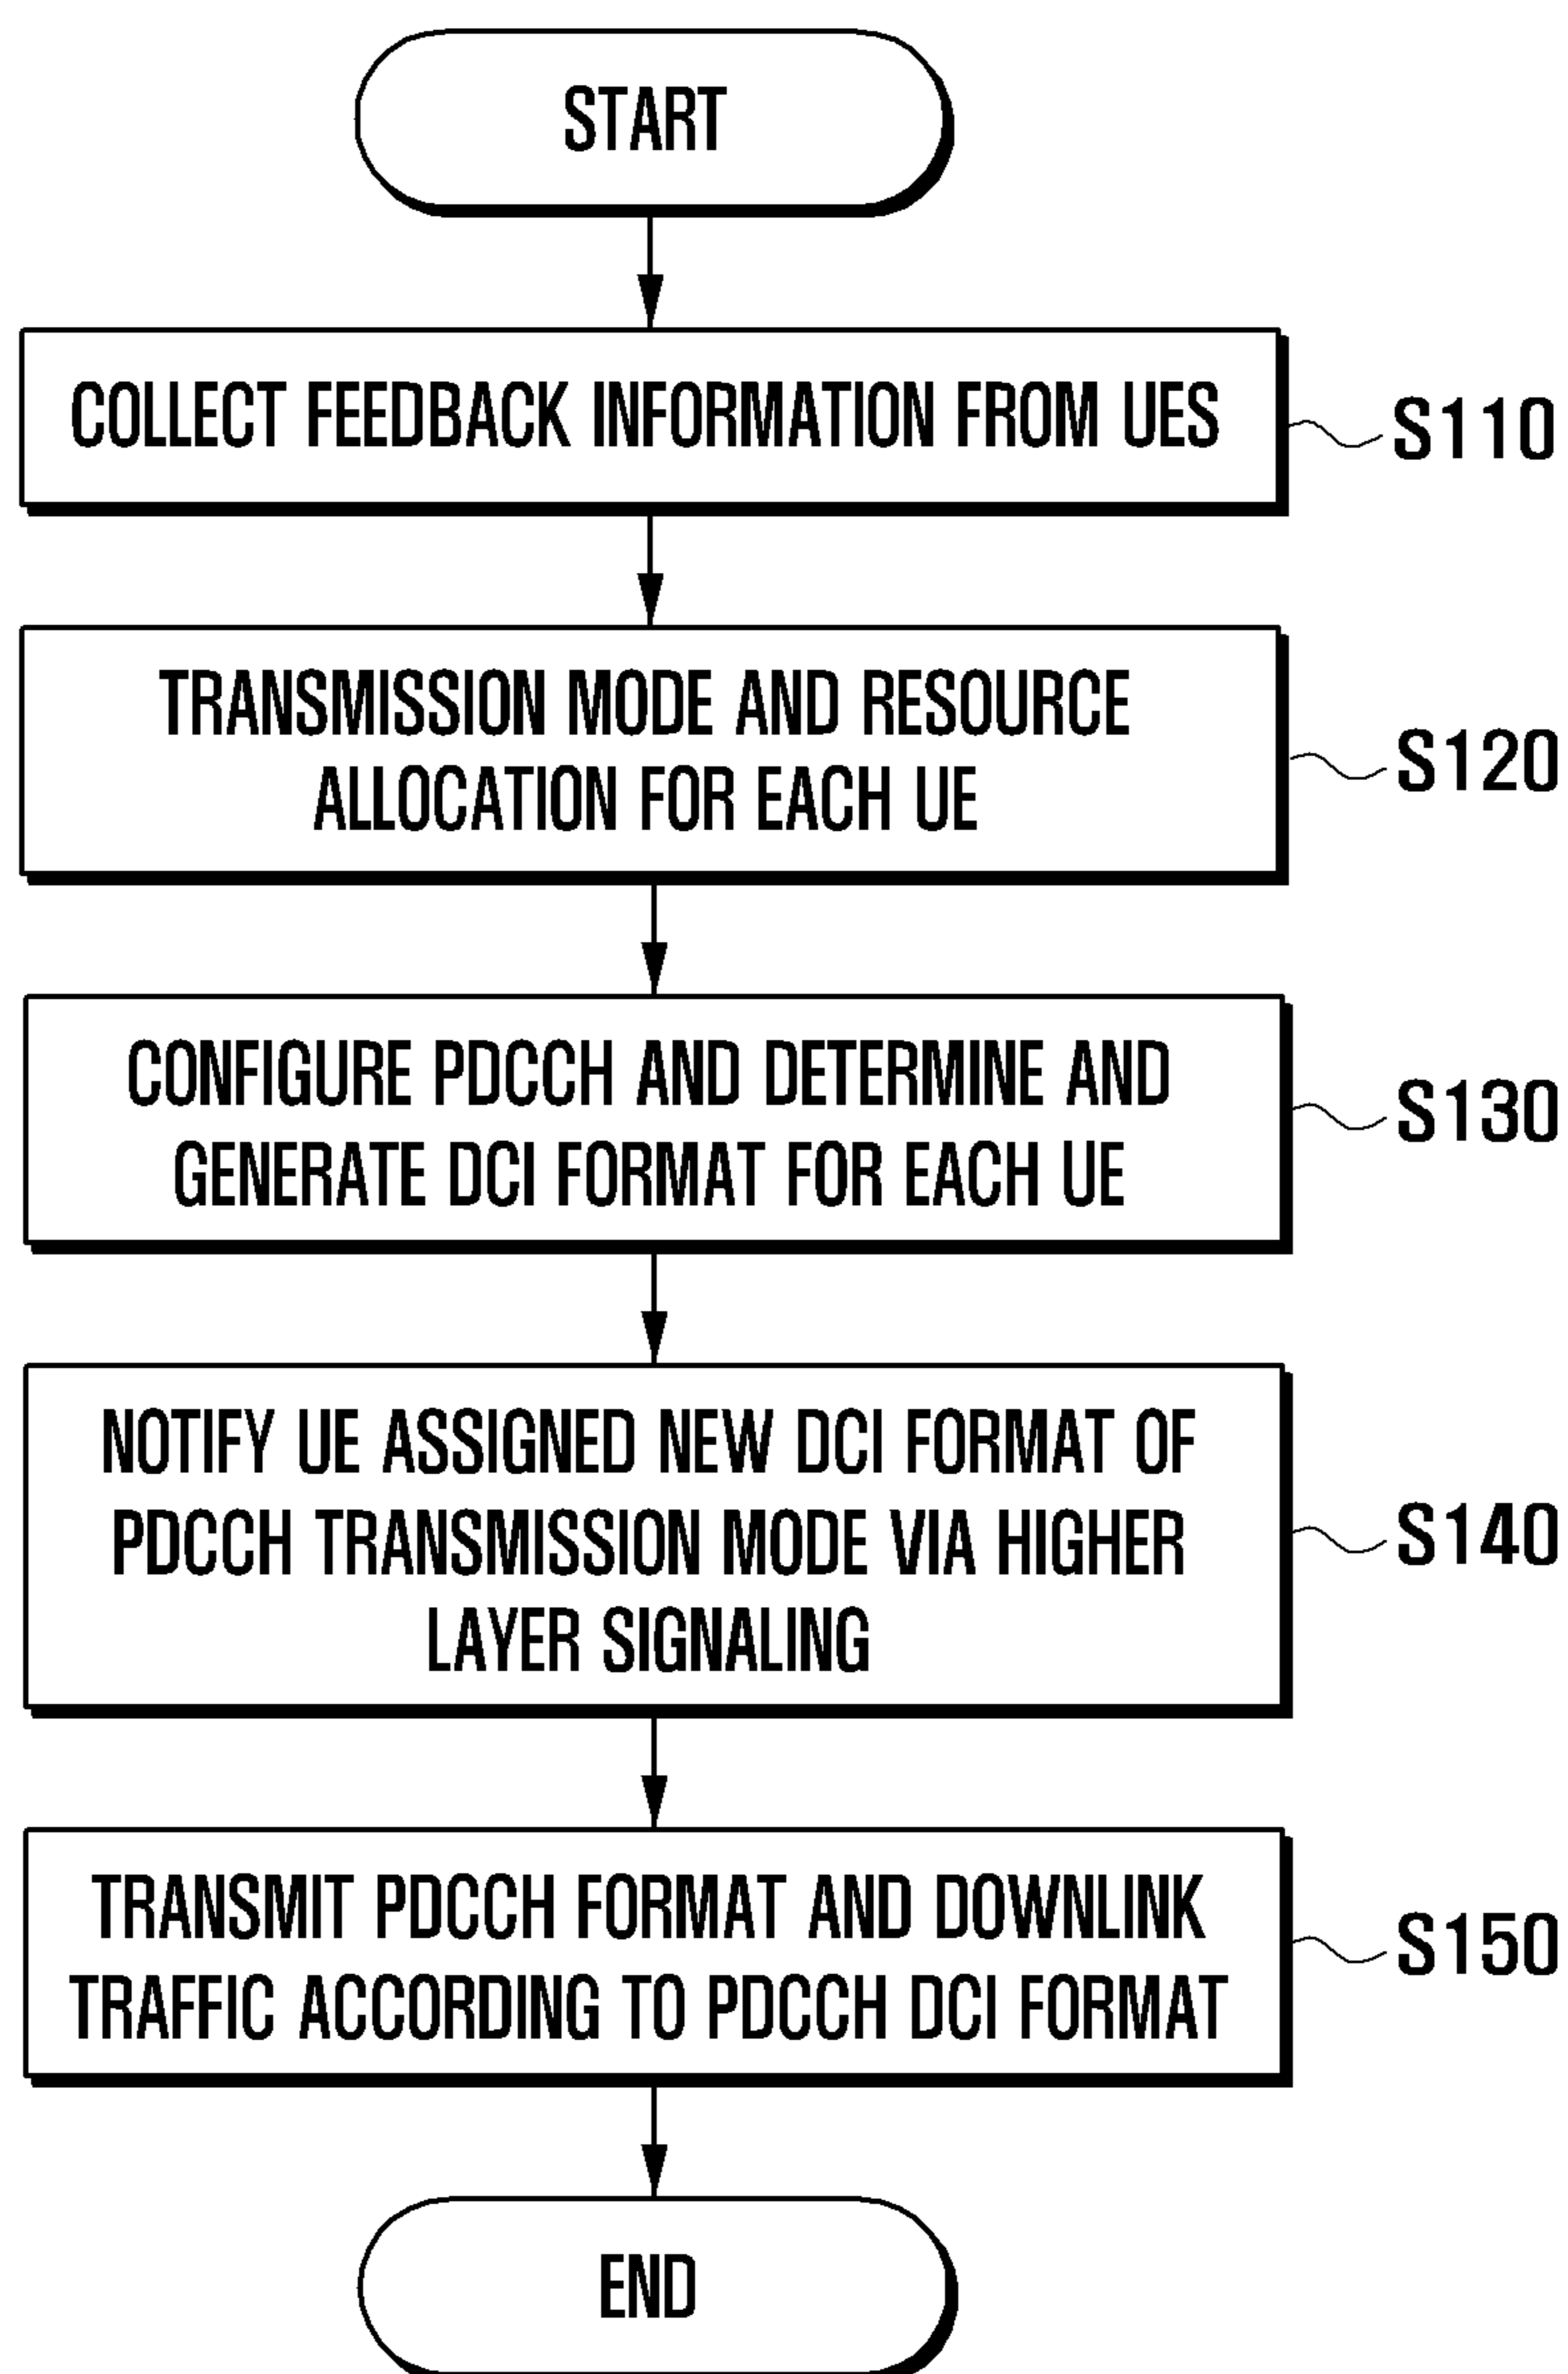 START
COLLECT FEEDBACK INFORMATION FROM UES
S110
TRANSMISSION MODE AND RESOURCE
ALLOCATION FOR EACH UE
S120
CONFIGURE PDCCH AND DETERMINE AND
GENERATE DCI FORMAT FOR EACH UE
S130
NOTIFY UE ASSIGNED NEW DCI FORMAT OF
PDCCH TRANSMISSION MODE VIA HIGHER
LAYER SIGNALING
S140
TRANSMIT PDCCH FORMAT AND DOWNLINK
TRAFFIC ACCORDING TO PDCCH DCI FORMAT
S150
END